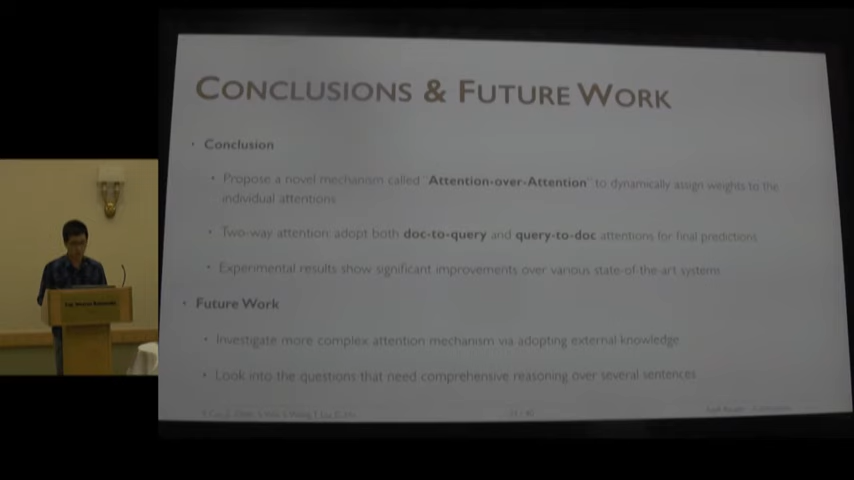 CONCLUSIONS & FUTURE WORK
• Conclusion
• Propose a novel mechanism called "Attention-over-Attention" to dynamically assign weights to the
individual attentions
• Two-way attention: adopt both doc-to-query and query-to-doc attentions for final predictions
• Experimental results show significant improvements over various state-of-the-art systems
• Future Work
• Investigate more complex attention mechanism via adopting external knowledge
• Look into the questions that need comprehensive reasoning over several sentences